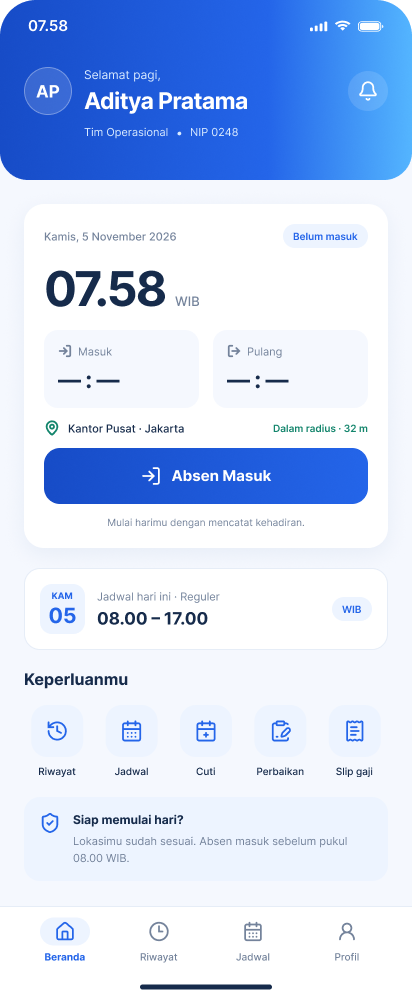 07.58
AP
Selamat pagi,
Aditya Pratama
Tim Operasional • NIP 0248
Kamis, 5 November 2026
Belum masuk
07.58 WIB
Masuk
— : —
Pulang
— : —
Kantor Pusat · Jakarta
Dalam radius · 32 m
Absen Masuk
Mulai harimu dengan mencatat kehadiran.
KAM
05
Jadwal hari ini · Reguler
08.00 – 17.00
WIB
Keperluanmu
Riwayat
Jadwal
Cuti
Perbaikan
Slip gaji
Siap memulai hari?
Lokasimu sudah sesuai. Absen masuk sebelum pukul
08.00 WIB.
Beranda
Riwayat
Jadwal
Profil